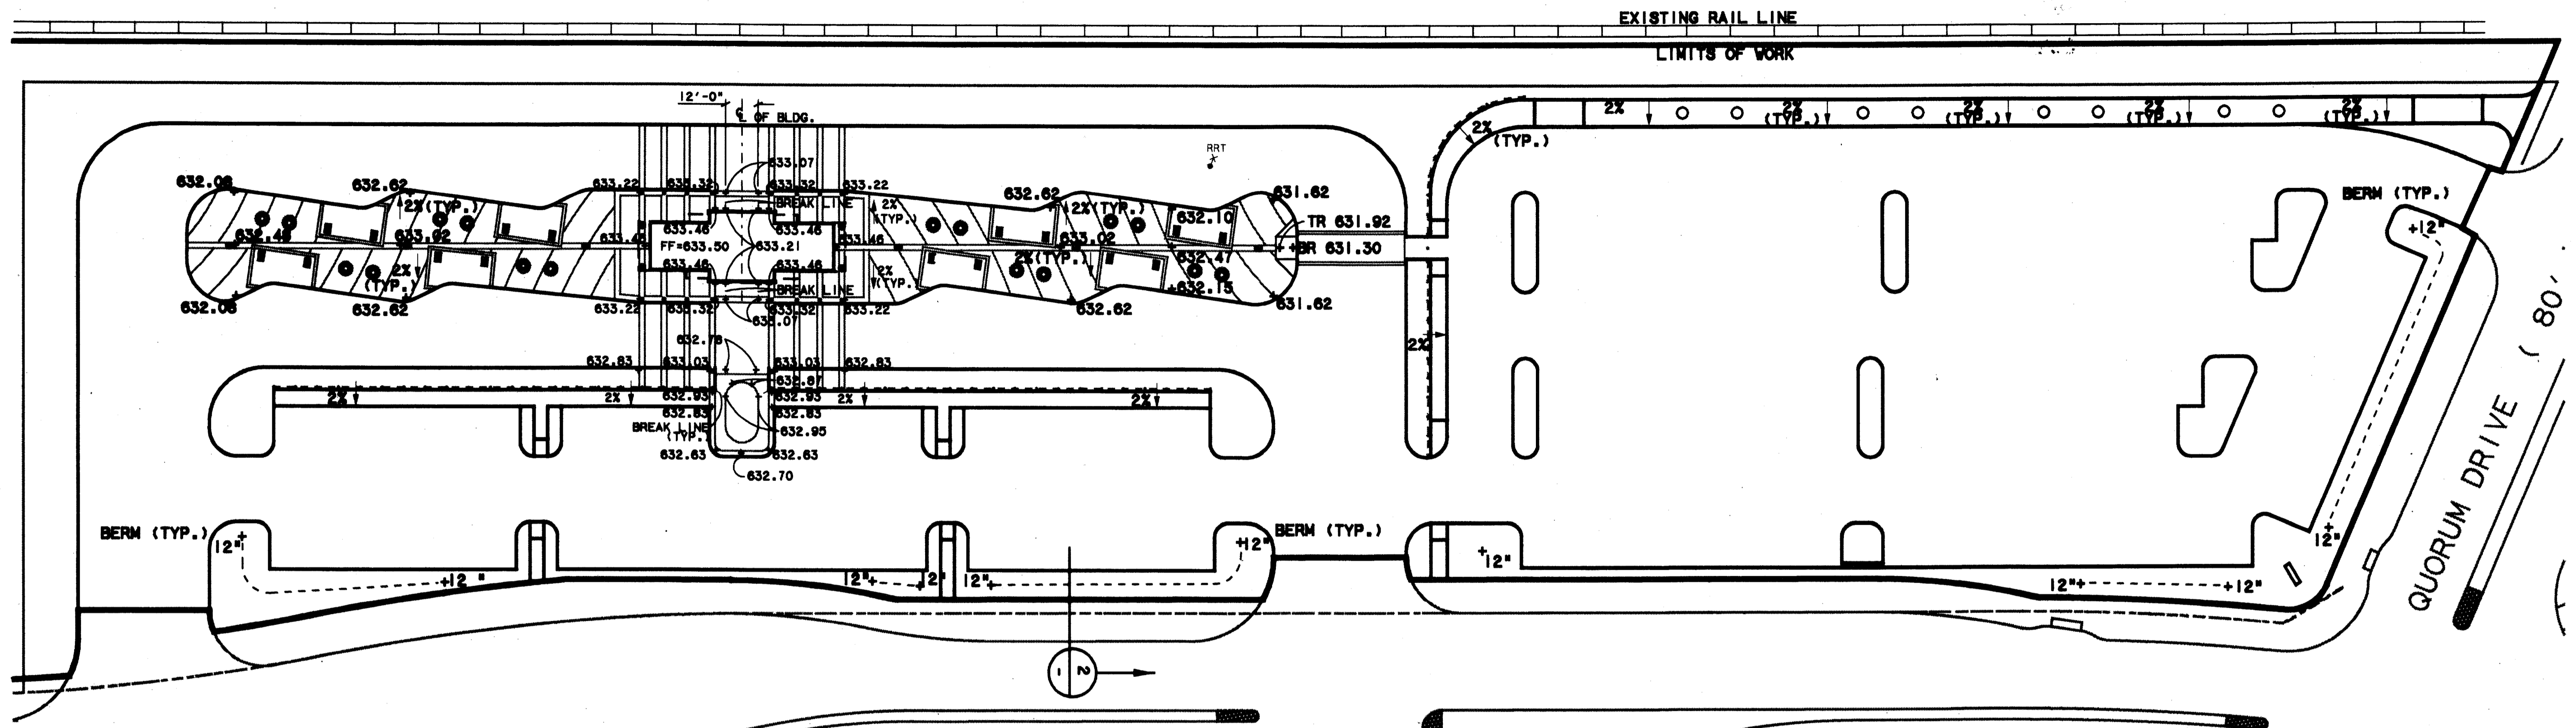 EXISTING RAIL LINE
LIMITS OF WORK
12'-0"
℄ OF BLDG.
2%
2%
(TYP.)
2%
(TYP.)
2%
(TYP.)
2%
(TYP.)
2%
(TYP.)
RRT
633.07
632.08
632.62
633.22
633.32
633.32
633.22
632.62
631.62
BERM (TYP.)
2%(TYP.)
BREAK LINE
2%
(TYP.)
2%(TYP.)
632.10
TR 631.92
633.46
633.46
+12"
633.02
FF=633.50
633.21
633.46
633.02
BR 631.30
2%
(TYP.)
633.46
633.46
2%
(TYP.)
2%(TYP.)
632.47
BREAK LINE
632.15
632.08
632.62
633.22
633.32
633.32
633.22
632.62
631.62
633.07
632.78
2%
632.83
633.03
633.03
632.83
632.87
2%
2%
632.93
632.93
2%
2%
632.83
632.83
BREAK LINE
(TYP.)
632.95
632.63
632.63
632.70
QUORUM DRIVE ( 80'
BERM (TYP.)
12"
+12"
BERM (TYP.)
+12"
12"
+12 "
12"+
12"
12"+
12"+
+12"
1
2